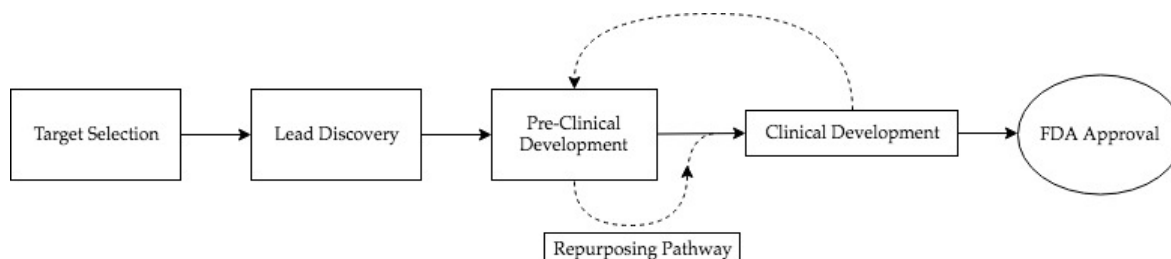 Target Selection
Lead Discovery
Pre-Clinical
Development
Clinical Development
FDA Approval
Repurposing Pathway